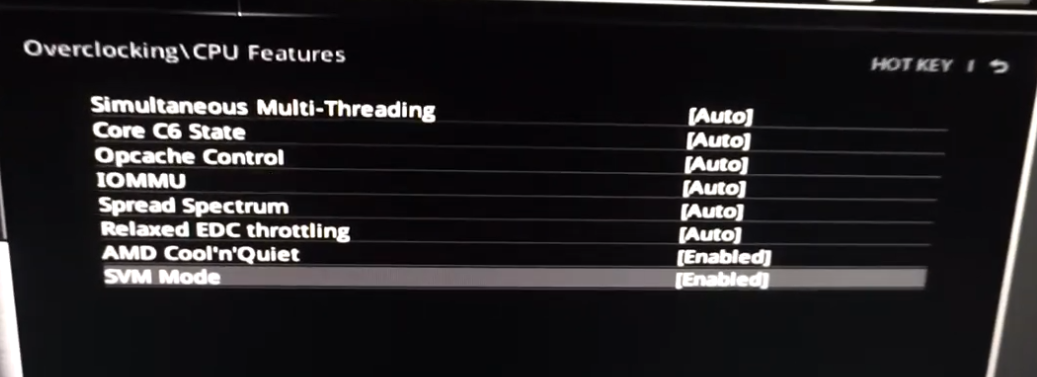 Overclocking\CPU Features
HOT KEY
Simultaneous Multi-Threading [Auto]
Core C6 State [Auto]
Opcache Control [Auto]
IOMMU [Auto]
Spread Spectrum [Auto]
Relaxed EDC throttling [Auto]
AMD Cool'n'Quiet [Enabled]
SVM Mode [Enabled]